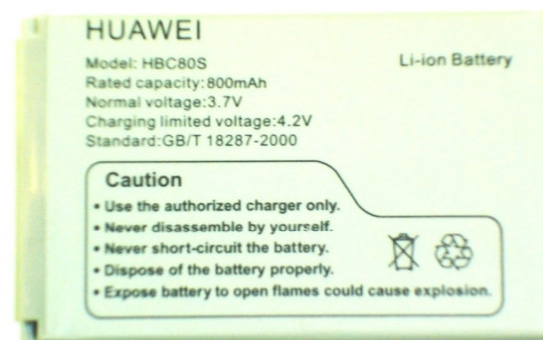 HUAWEI
Model: HBC80S
Li-ion Battery
Rated capacity:800mAh
Normal voltage:3.7V
Charging limited voltage:4.2V
Standard:GB/T 18287-2000
Caution
• Use the authorized charger only.
• Never disassemble by yourself.
• Never short-circuit the battery.
• Dispose of the battery properly.
• Expose battery to open flames could cause explosion.